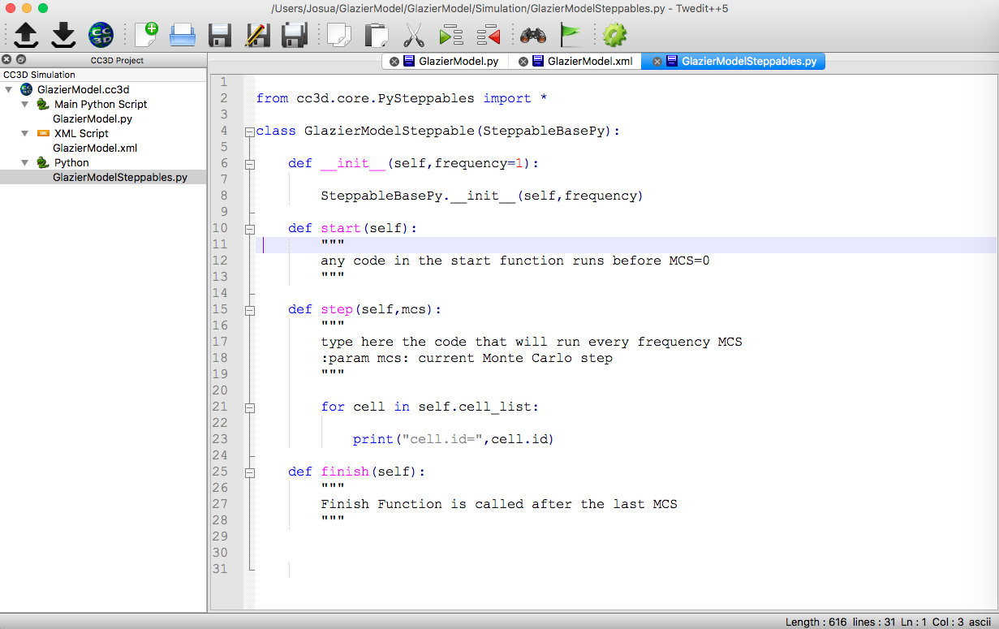 /Users/Josua/GlazierModel/GlazierModel/Simulation/GlazierModelSteppables.py - Twedit++5
CC3D
CC3D Project
CC3D Simulation
GlazierModel.cc3d
Main Python Script
GlazierModel.py
XML Script
GlazierModel.xml
Python
GlazierModelSteppables.py
GlazierModel.py GlazierModel.xml GlazierModelSteppables.py
1
2 from cc3d.core.PySteppables import *
3
4 class GlazierModelSteppable(SteppableBasePy):
5
6     def __init__(self,frequency=1):
7
8         SteppableBasePy.__init__(self,frequency)
9
10     def start(self):
11         """
12         any code in the start function runs before MCS=0
13         """
14
15     def step(self,mcs):
16         """
17         type here the code that will run every frequency MCS
18         :param mcs: current Monte Carlo step
19         """
20
21         for cell in self.cell_list:
22
23             print("cell.id=",cell.id)
24
25     def finish(self):
26         """
27         Finish Function is called after the last MCS
28         """
29
30
31
Length : 616 lines : 31 Ln : 1 Col : 3 ascii